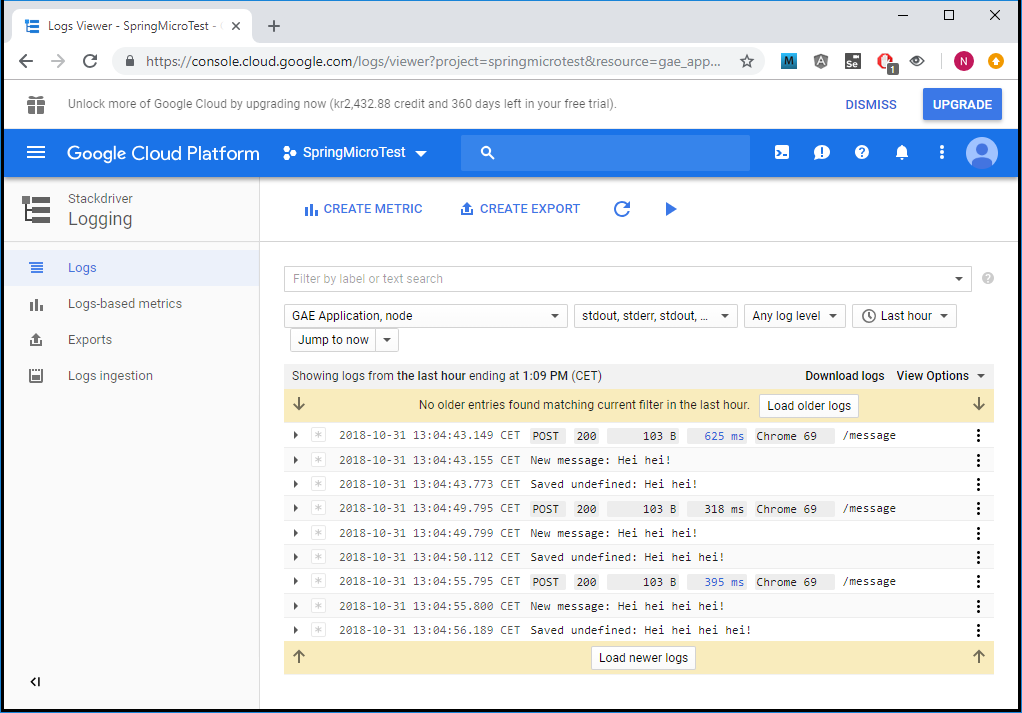 Logs Viewer - SpringMicroTest -
https://console.cloud.google.com/logs/viewer?project=springmicrotest&resource=gae_app...
M A Se 1 N
Unlock more of Google Cloud by upgrading now (kr2,432.88 credit and 360 days left in your free trial). DISMISS UPGRADE
Google Cloud Platform SpringMicroTest
Stackdriver
Logging
CREATE METRIC CREATE EXPORT
Logs
Logs-based metrics
Exports
Logs ingestion
Filter by label or text search
GAE Application, node stdout, stderr, stdout, ... Any log level Last hour
Jump to now
Showing logs from the last hour ending at 1:09 PM (CET) Download logs View Options
No older entries found matching current filter in the last hour. Load older logs
2018-10-31 13:04:43.149 CET POST 200 103 B 625 ms Chrome 69 /message
2018-10-31 13:04:43.155 CET New message: Hei hei!
2018-10-31 13:04:43.773 CET Saved undefined: Hei hei!
2018-10-31 13:04:49.795 CET POST 200 103 B 318 ms Chrome 69 /message
2018-10-31 13:04:49.799 CET New message: Hei hei hei!
2018-10-31 13:04:50.112 CET Saved undefined: Hei hei hei!
2018-10-31 13:04:55.795 CET POST 200 103 B 395 ms Chrome 69 /message
2018-10-31 13:04:55.800 CET New message: Hei hei hei hei!
2018-10-31 13:04:56.189 CET Saved undefined: Hei hei hei hei!
Load newer logs